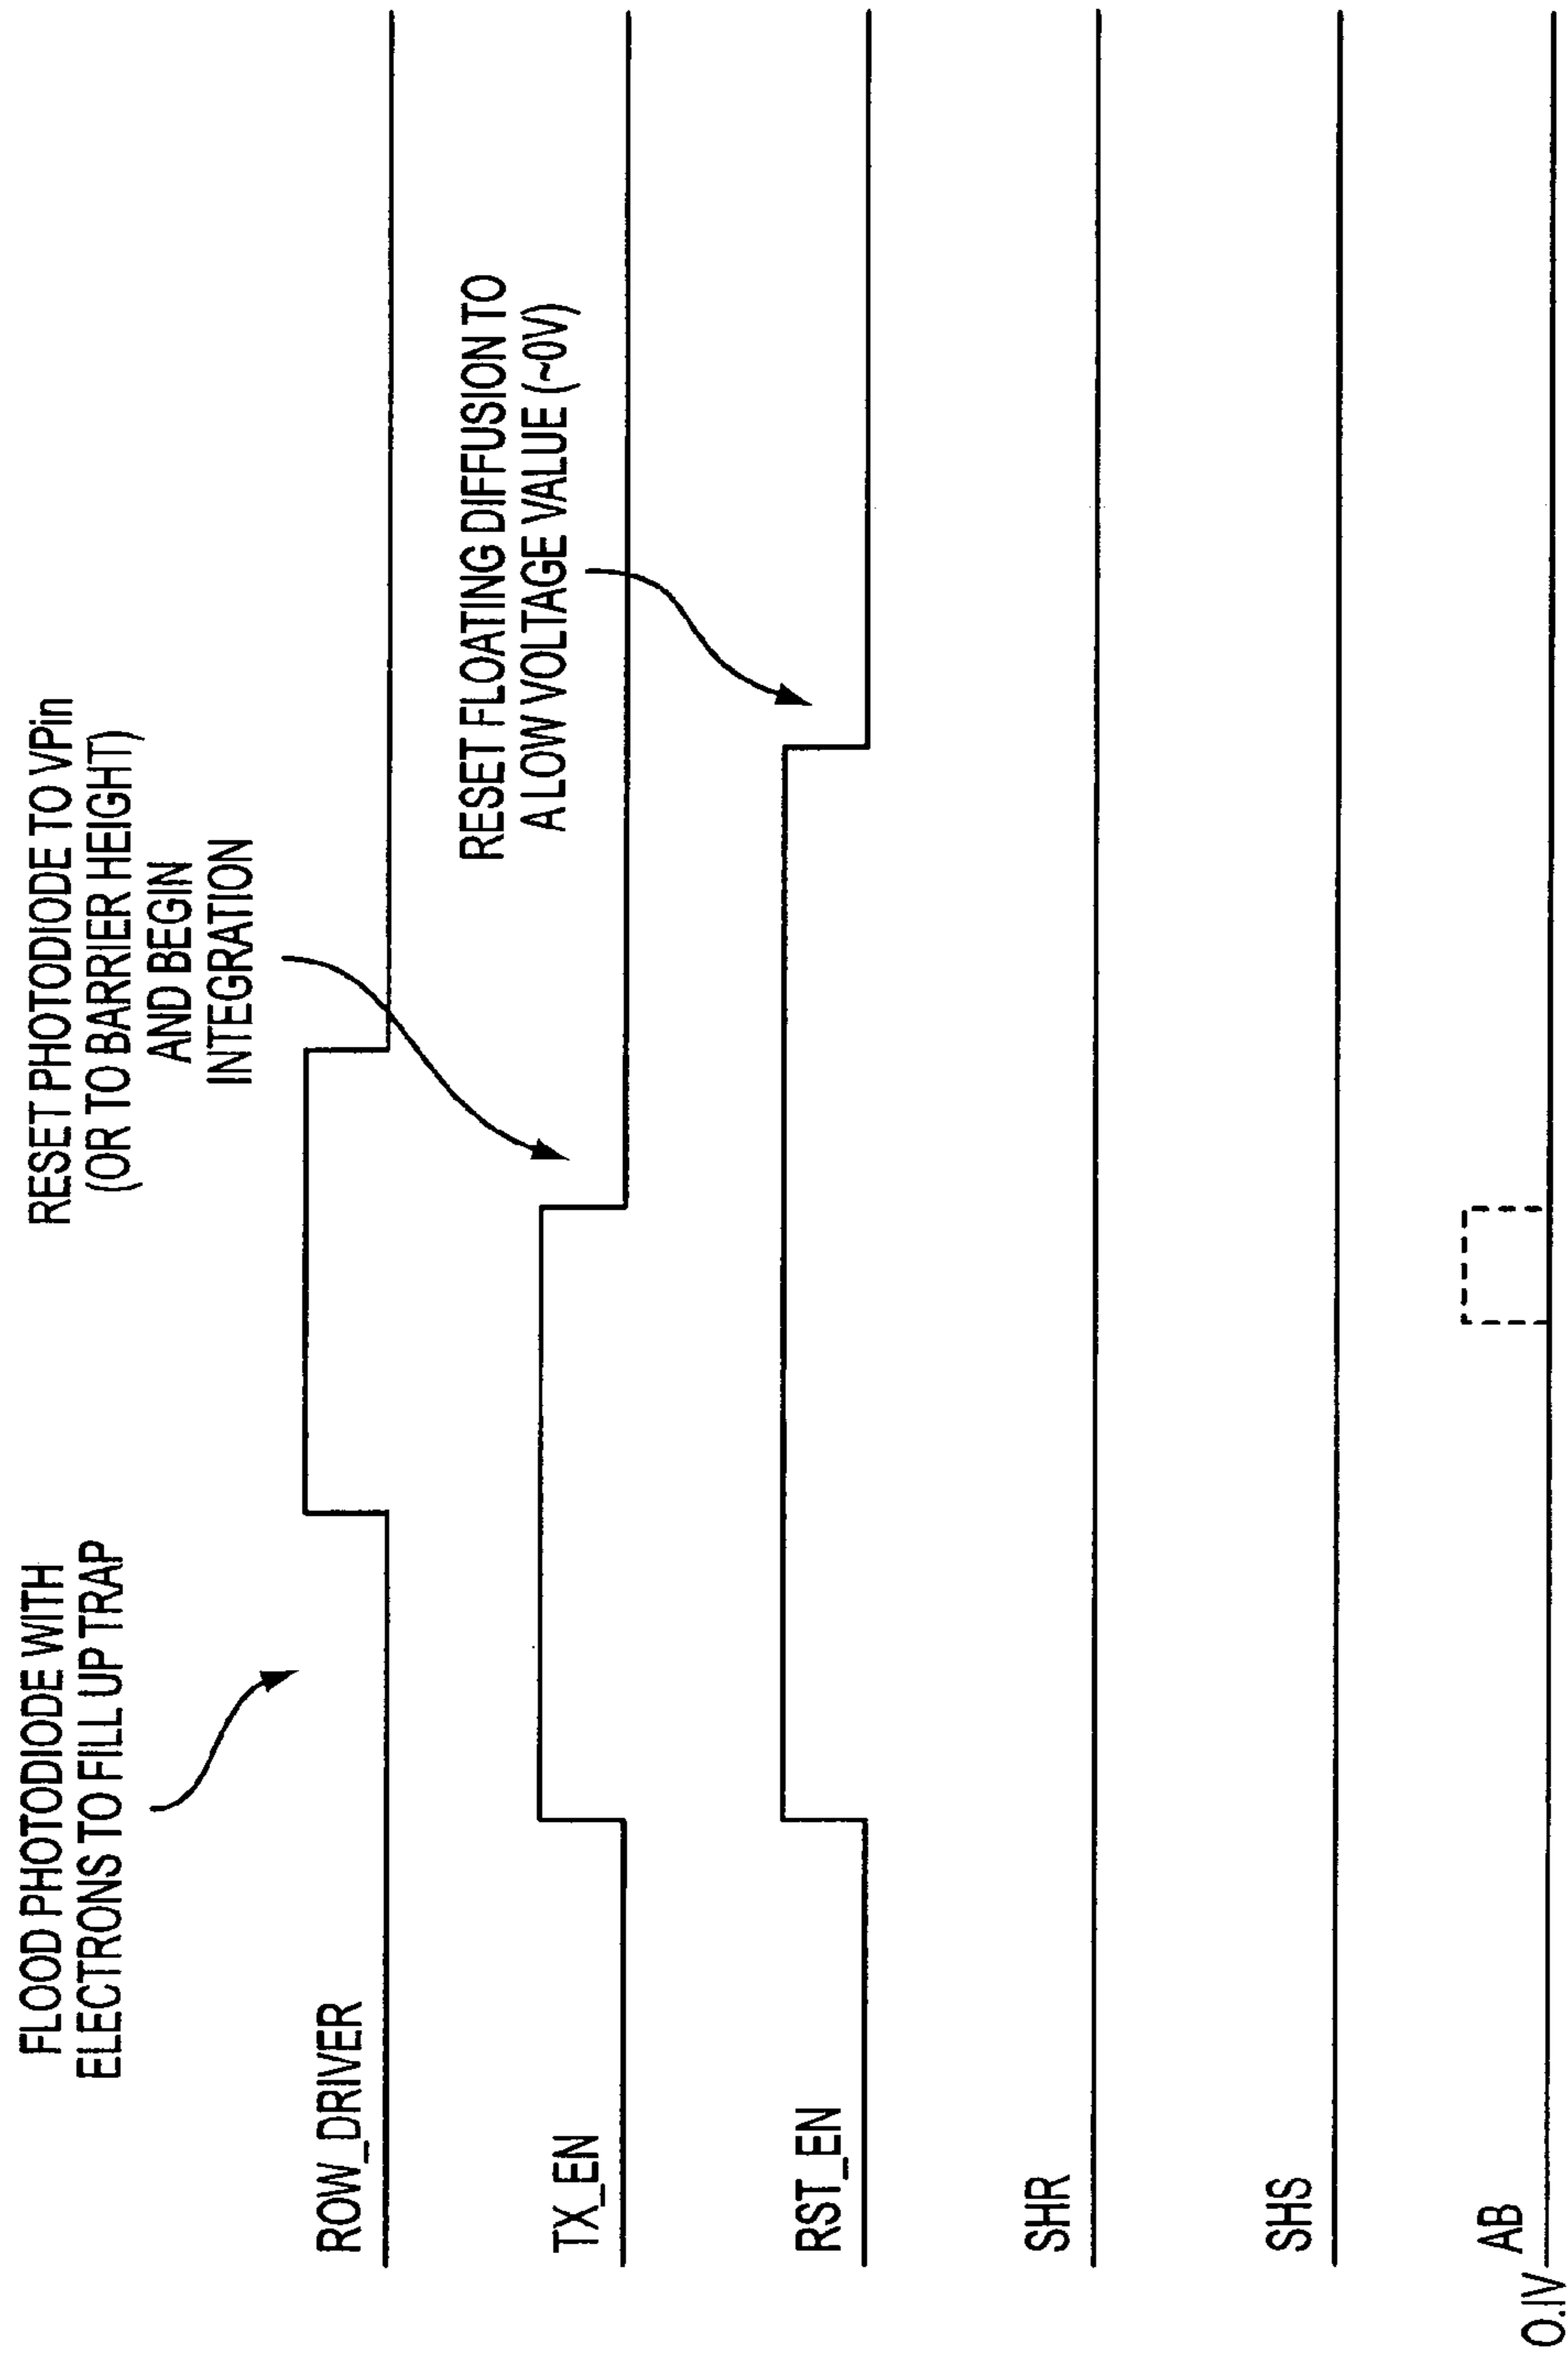 FLOOD PHOTODIODE WITH
ELECTRONS TO FILL UP TRAP
RESET PHOTODIODE TO VPin
(OR TO BARRIER HEIGHT)
AND BEGIN
INTEGRATION
ROW_DRIVER
RESET FLOATING DIFFUSION TO
A LOW VOLTAGE VALUE (~0V)
TX_EN
RST_EN
SHR
SHS
AB
0.IV